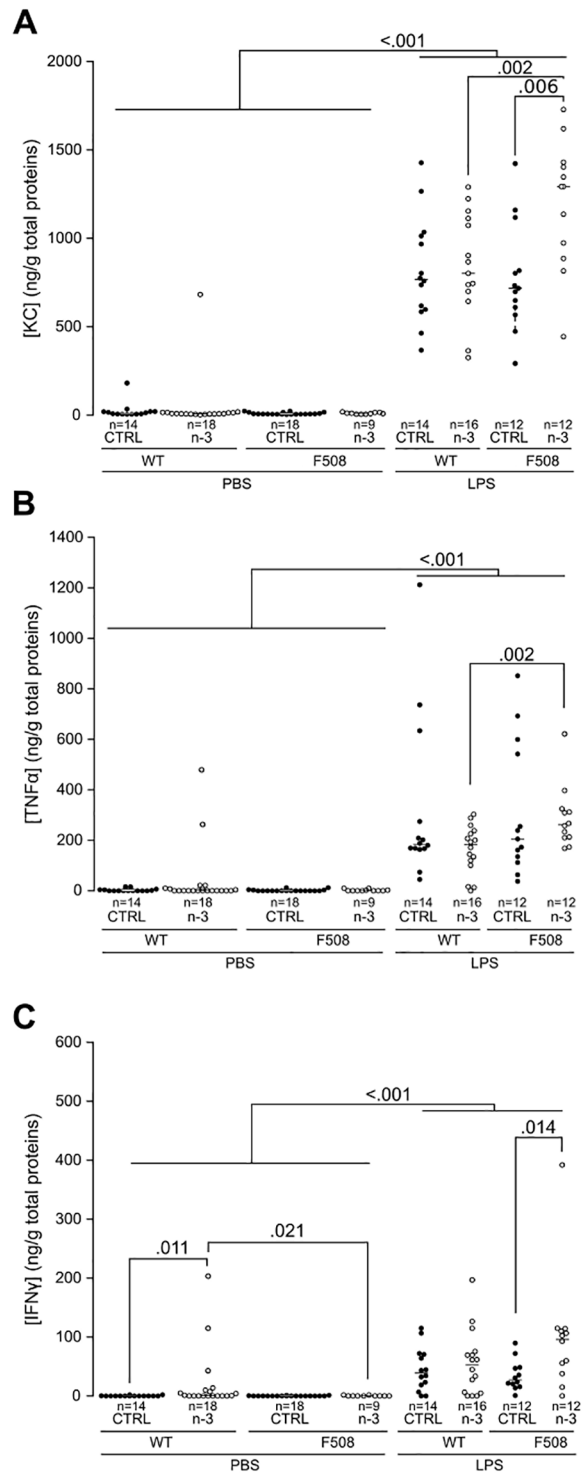 A
<.001
.002
.006
2000
1500
1000
500
0
[KC] (ng/g total proteins)
n=14 n=18 n=18 n=9 n=14 n=16 n=12 n=12
CTRL n-3 CTRL n-3 CTRL n-3 CTRL n-3
WT F508 WT F508
PBS LPS
B
<.001
.002
1400
1200
1000
800
600
400
200
0
[TNFα] (ng/g total proteins)
n=14 n=18 n=18 n=9 n=14 n=16 n=12 n=12
CTRL n-3 CTRL n-3 CTRL n-3 CTRL n-3
WT F508 WT F508
PBS LPS
C
<.001
.014
.011
.021
600
500
400
300
200
100
0
[IFNγ] (ng/g total proteins)
n=14 n=18 n=18 n=9 n=14 n=16 n=12 n=12
CTRL n-3 CTRL n-3 CTRL n-3 CTRL n-3
WT F508 WT F508
PBS LPS